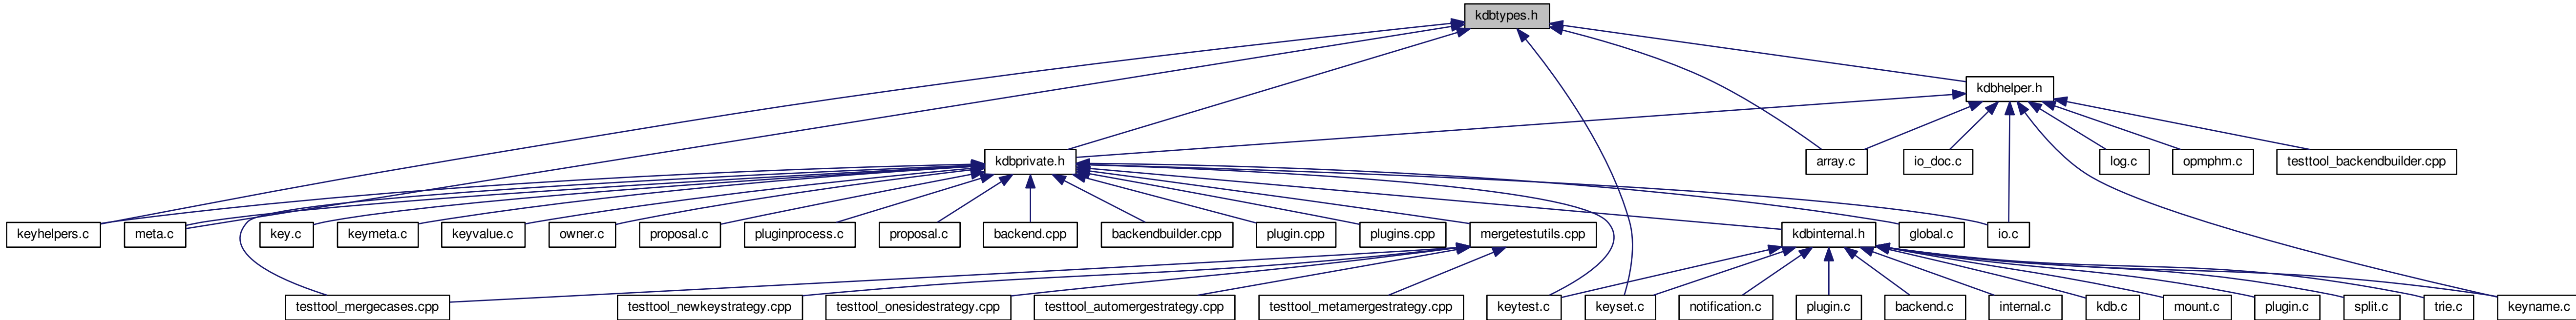 kdbtypes.h
kdbhelper.h
kdbprivate.h
array.c
io_doc.c
log.c
opmphm.c
testtool_backendbuilder.cpp
keyhelpers.c
meta.c
key.c
keymeta.c
keyvalue.c
owner.c
proposal.c
pluginprocess.c
proposal.c
backend.cpp
backendbuilder.cpp
plugin.cpp
plugins.cpp
mergetestutils.cpp
kdbinternal.h
global.c
io.c
testtool_mergecases.cpp
testtool_newkeystrategy.cpp
testtool_onesidestrategy.cpp
testtool_automergestrategy.cpp
testtool_metamergestrategy.cpp
keytest.c
keyset.c
notification.c
plugin.c
backend.c
internal.c
kdb.c
mount.c
plugin.c
split.c
trie.c
keyname.c